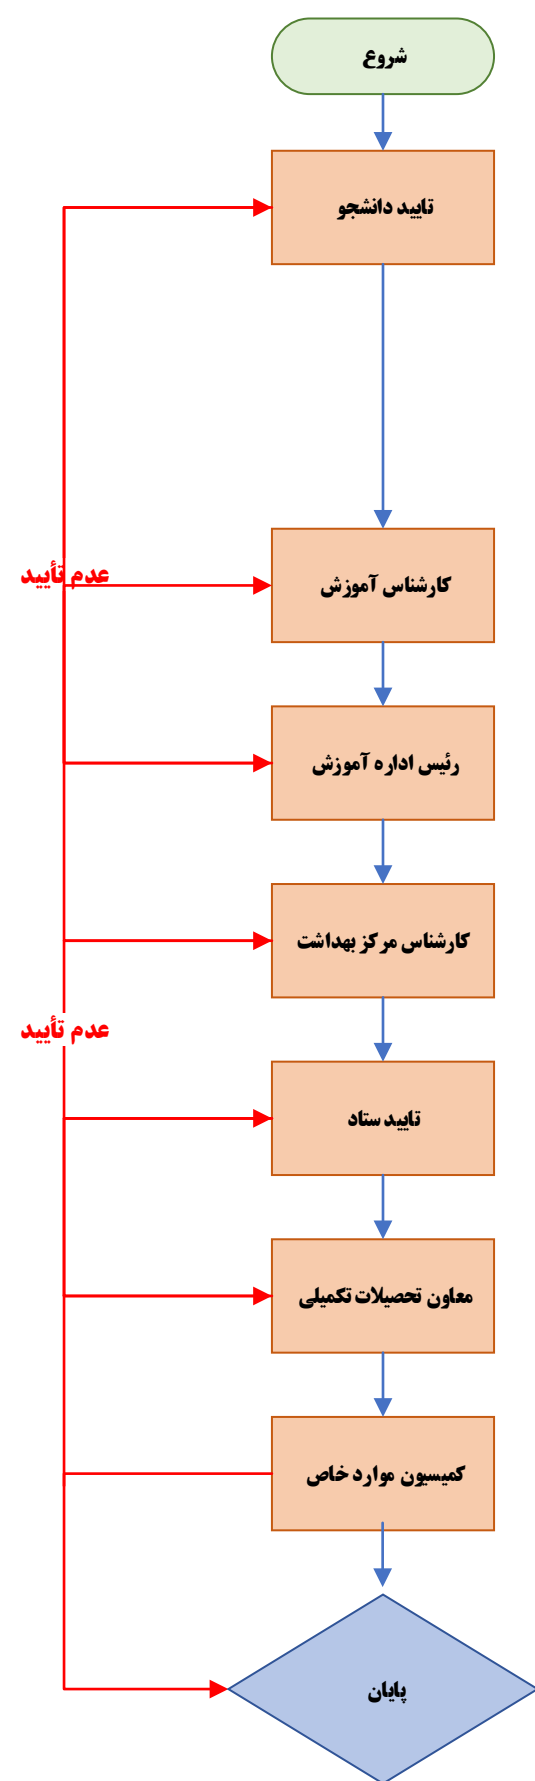 شروع
تایید دانشجو
عدم تأیید
کارشناس آموزش
رئیس اداره آموزش
کارشناس مرکز بهداشت
عدم تأیید
تایید ستاد
معاون تحصیلات تکمیلی
کمیسیون موارد خاص
پایان